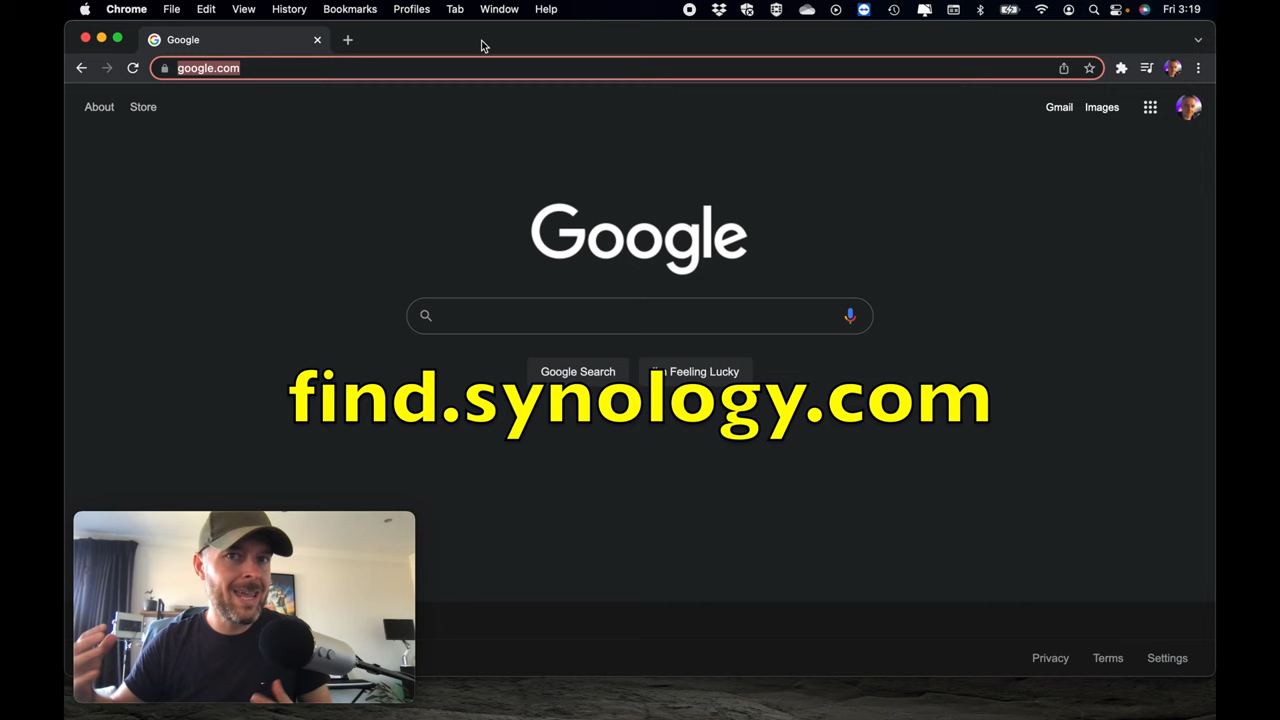 Chrome File Edit View History Bookmarks Profiles Tab Window Help Fri 3:19
Google
google.com
About Store Gmail Images
Google
Google Search I'm Feeling Lucky
find.synology.com
Privacy Terms Settings